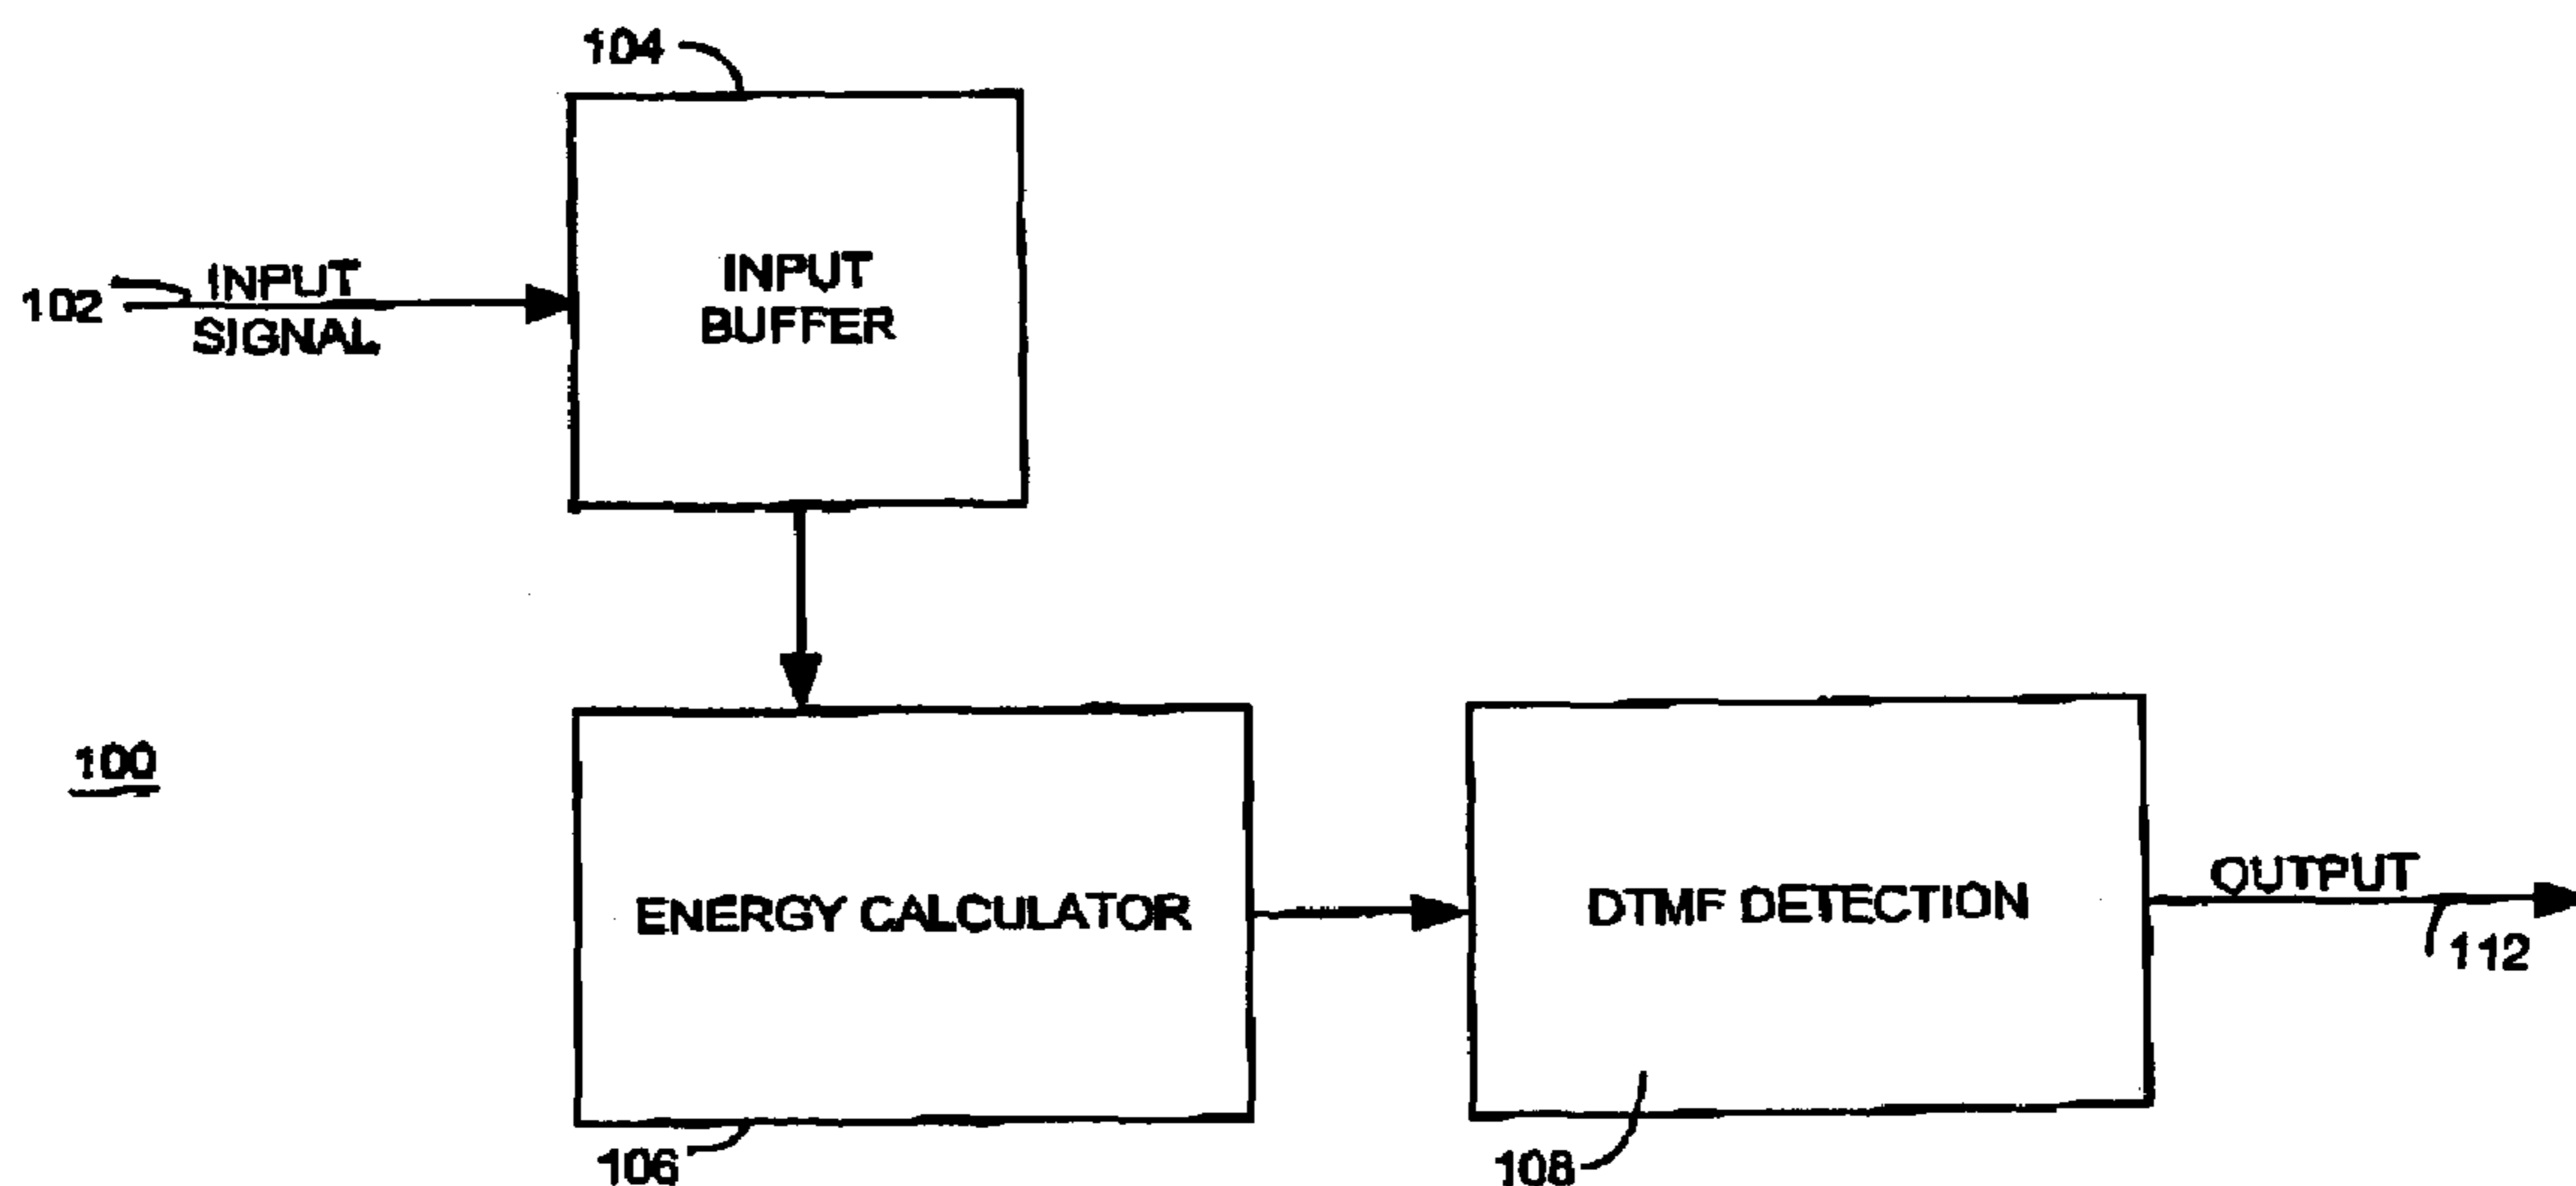 104
102
INPUT
SIGNAL
INPUT
BUFFER
100
ENERGY CALCULATOR
DTMF DETECTION
OUTPUT
112
106
108